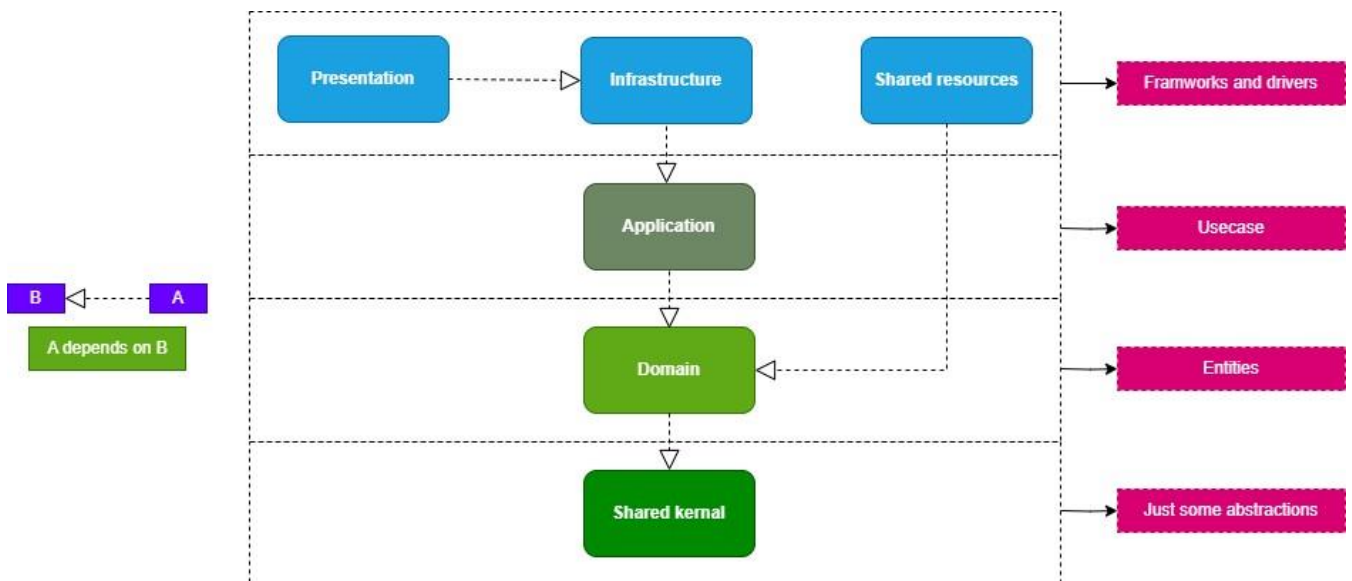 Presentation
Infrastructure
Shared resources
Framworks and drivers
Application
Usecase
B
A
A depends on B
Domain
Entities
Shared kernal
Just some abstractions